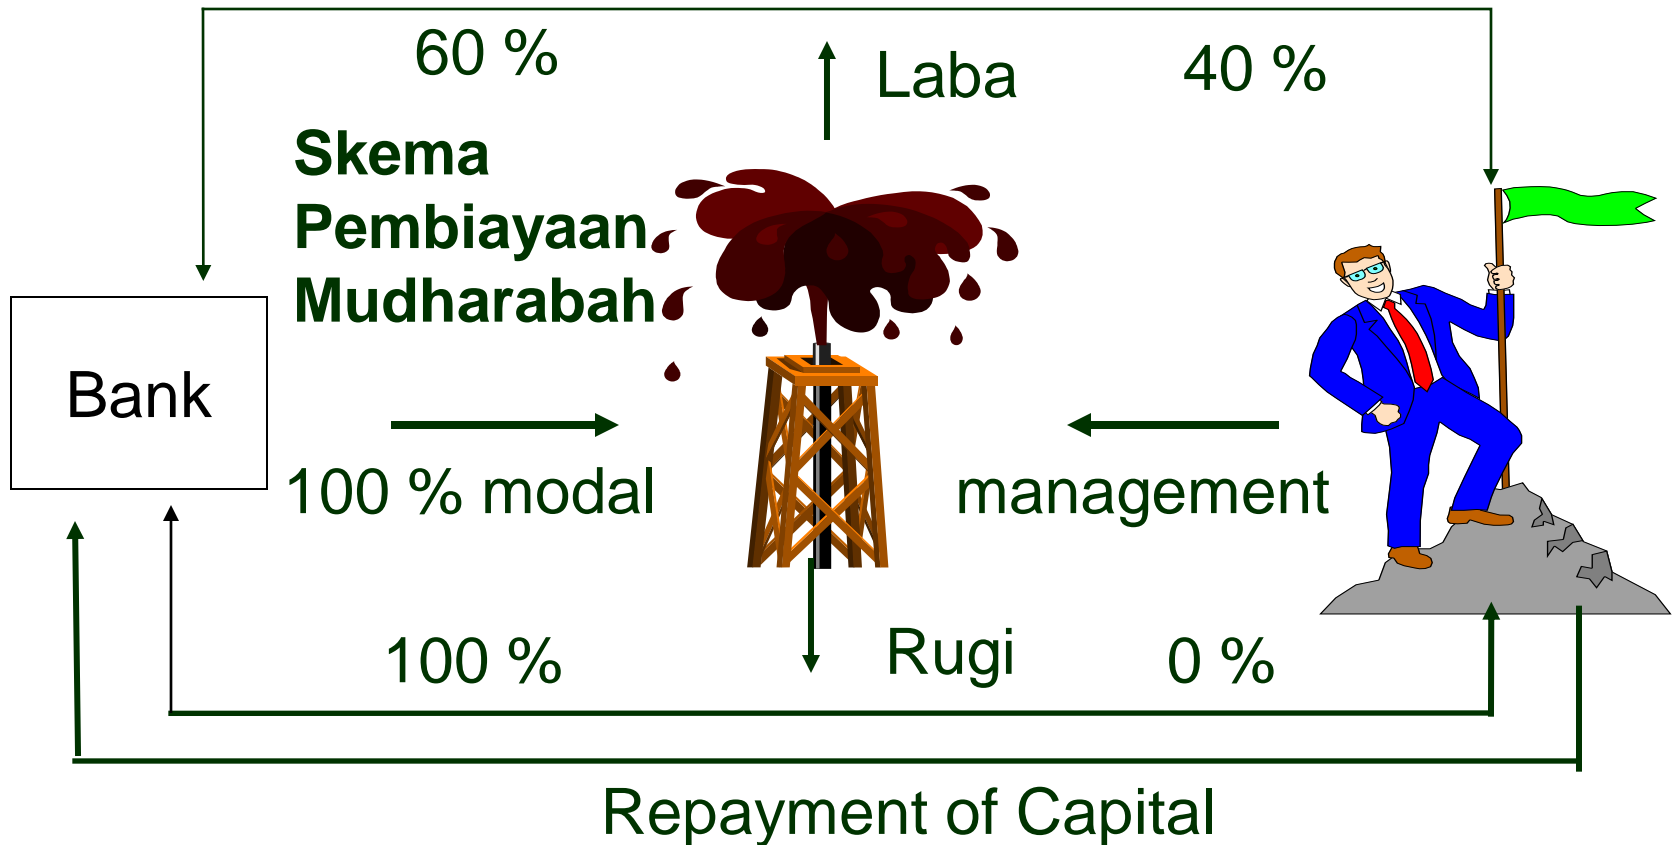 60 %
Laba
40 %
Skema
Pembiayaan
Mudharabah
Bank
100 % modal
management
100 %
Rugi
0 %
Repayment of Capital